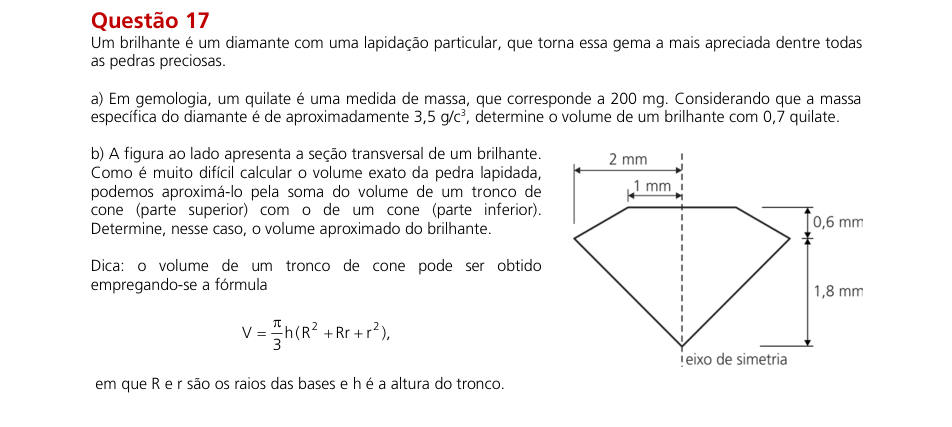 Questão 17
Um brilhante é um diamante com uma lapidação particular, que torna essa gema a mais apreciada dentre todas
as pedras preciosas.
a) Em gemologia, um quilate é uma medida de massa, que corresponde a 200 mg. Considerando que a massa
específica do diamante é de aproximadamente 3,5 g/c³, determine o volume de um brilhante com 0,7 quilate.
b) A figura ao lado apresenta a seção transversal de um brilhante.
Como é muito difícil calcular o volume exato da pedra lapidada,
podemos aproximá-lo pela soma do volume de um tronco de
cone (parte superior) com o de um cone (parte inferior).
Determine, nesse caso, o volume aproximado do brilhante.
Dica: o volume de um tronco de cone pode ser obtido
empregando-se a fórmula
V = π/3 h(R² + Rr + r²),
em que R e r são os raios das bases e h é a altura do tronco.
2 mm
1 mm
0,6 mm
1,8 mm
eixo de simetria